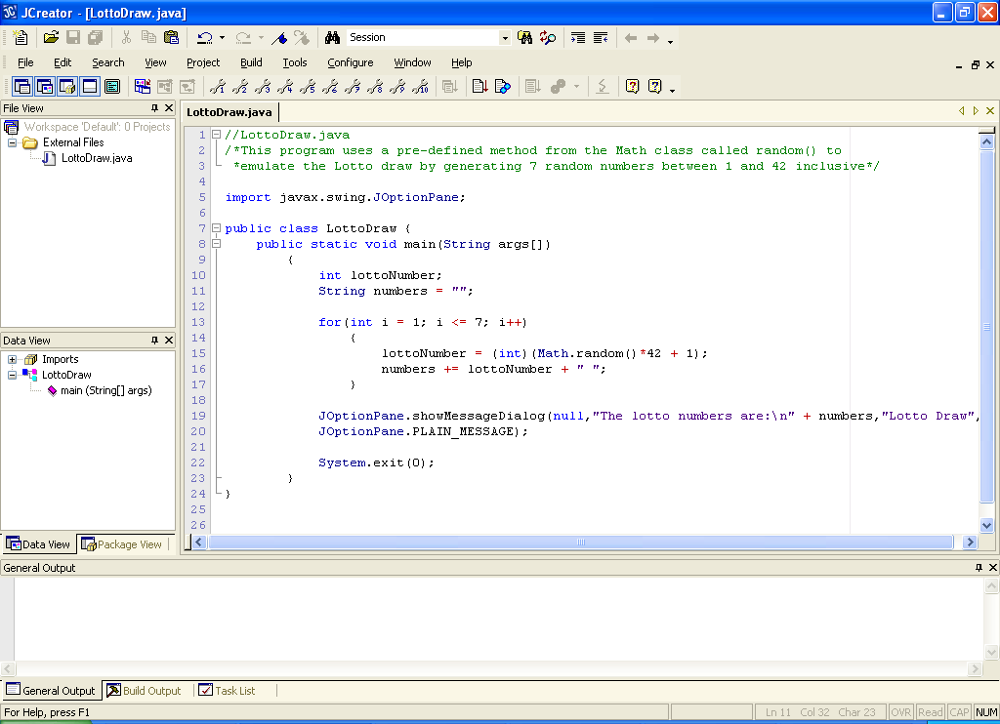 JCreator - [LottoDraw.java]
Session
File Edit Search View Project Build Tools Configure Window Help
File View
Workspace 'Default': 0 Projects
External Files
LottoDraw.java
Data View
Imports
LottoDraw
main (String[] args)
Data View Package View
LottoDraw.java
1 //LottoDraw.java
2 /*This program uses a pre-defined method from the Math class called random() to
3 *emulate the Lotto draw by generating 7 random numbers between 1 and 42 inclusive*/
4
5 import javax.swing.JOptionPane;
6
7 public class LottoDraw {
8 public static void main(String args[])
9 {
10 int lottoNumber;
11 String numbers = "";
12
13 for(int i = 1; i <= 7; i++)
14 {
15 lottoNumber = (int)(Math.random()*42 + 1);
16 numbers += lottoNumber + " ";
17 }
18
19 JOptionPane.showMessageDialog(null,"The lotto numbers are:\n" + numbers,"Lotto Draw",
20 JOptionPane.PLAIN_MESSAGE);
21
22 System.exit(0);
23 }
24 }
25
26
General Output
General Output Build Output Task List
For Help, press F1 Ln 11 Col 32 Char 23 OVR Read CAP NUM